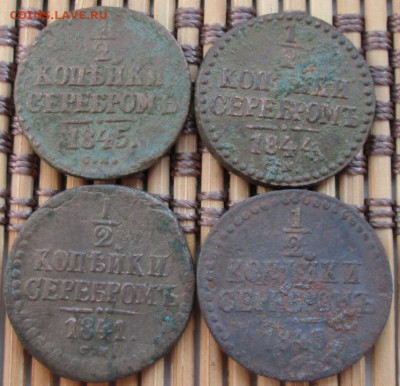 COINS.LAVE.RU
1/2
КОПѢЙКИ
СЕРЕБРОМЪ
1845.
С.М.
1/2
КОПѢЙКИ
СЕРЕБРОМЪ
1844.
1/2
КОПѢЙКИ
СЕРЕБРОМЪ
1841.
1/2
КОПѢЙКИ
СЕРЕБРОМЪ